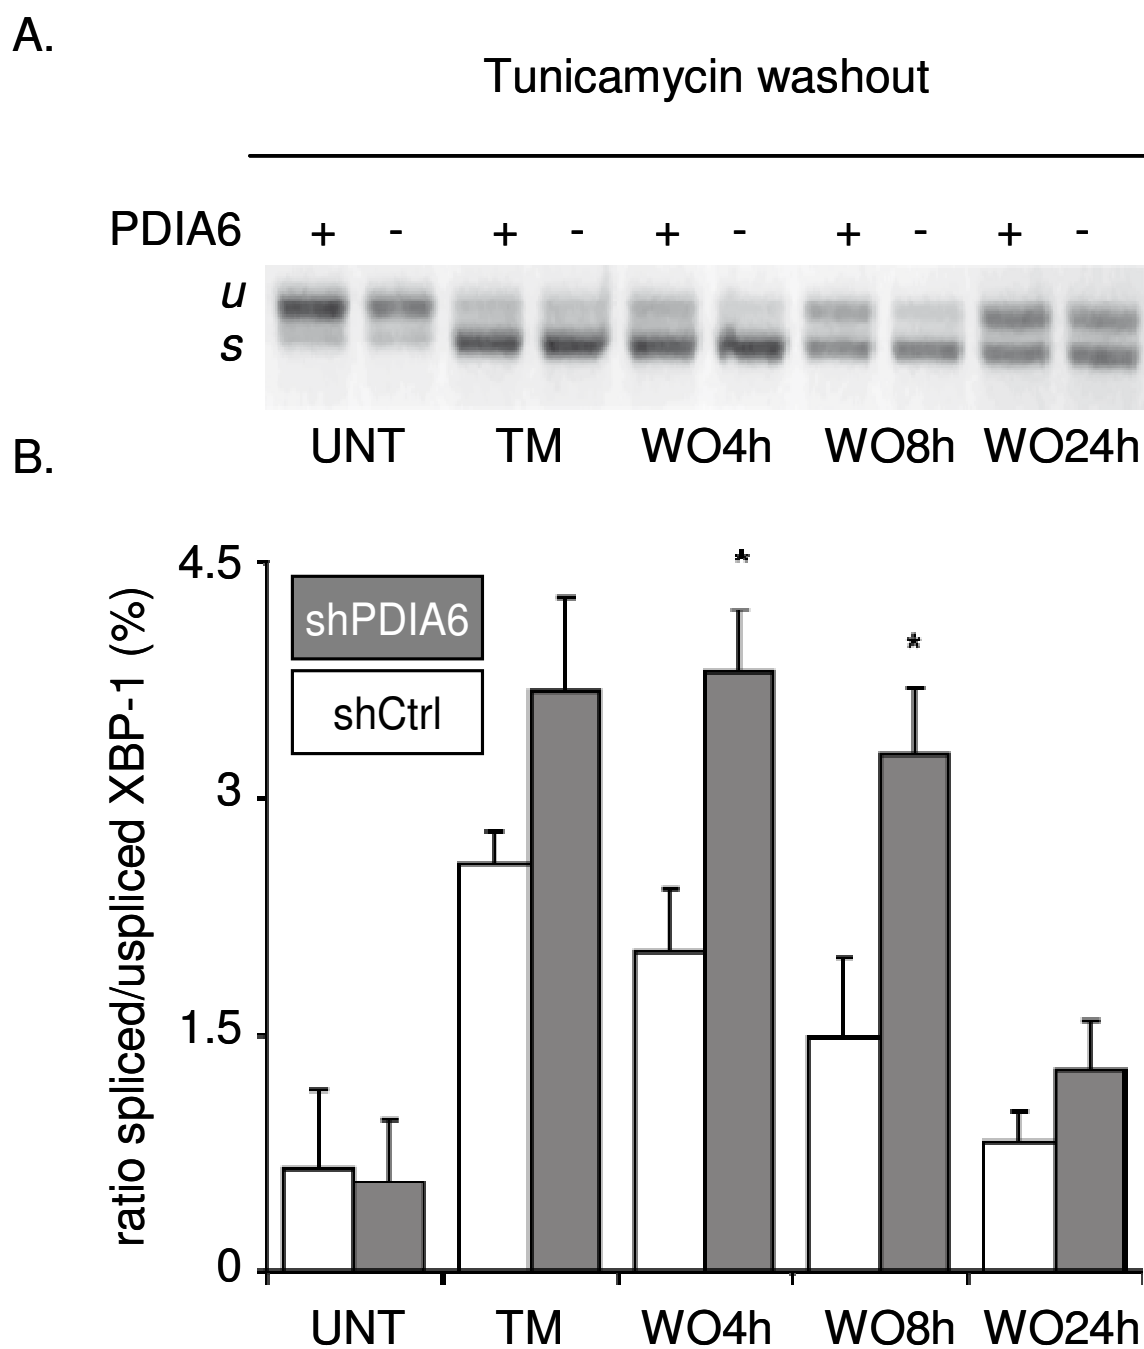 A.
Tunicamycin washout
PDIA6 + - + - + - + - + -
u
s
UNT TM WO4h WO8h WO24h
B.
ratio spliced/uspliced XBP-1 (%)
4.5
3
1.5
0
shPDIA6
shCtrl
*
*
UNT TM WO4h WO8h WO24h